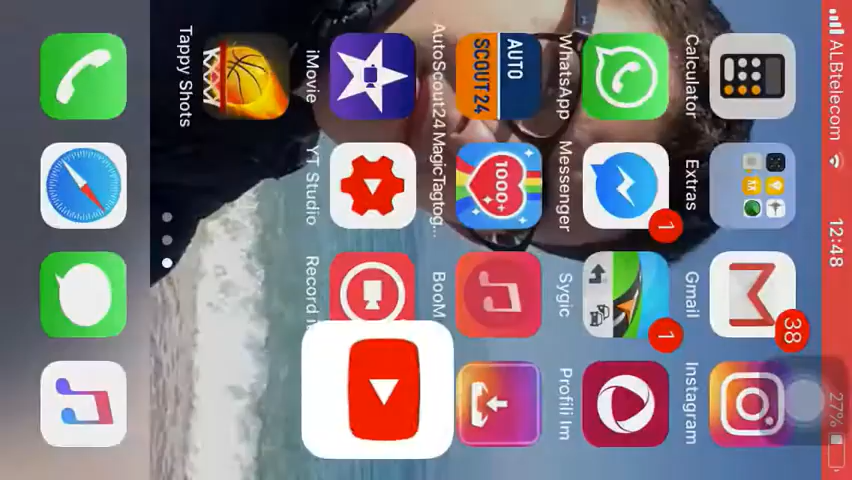 ALBtelecom 12:48 27%
38
Calculator Extras Gmail Instagram
1 1
WhatsApp Messenger Sygic Profili Im
AUTO
SCOUT24
1000+
AutoScout24 MagicTagtog... BooM
iMovie YT Studio Record
Tappy Shots